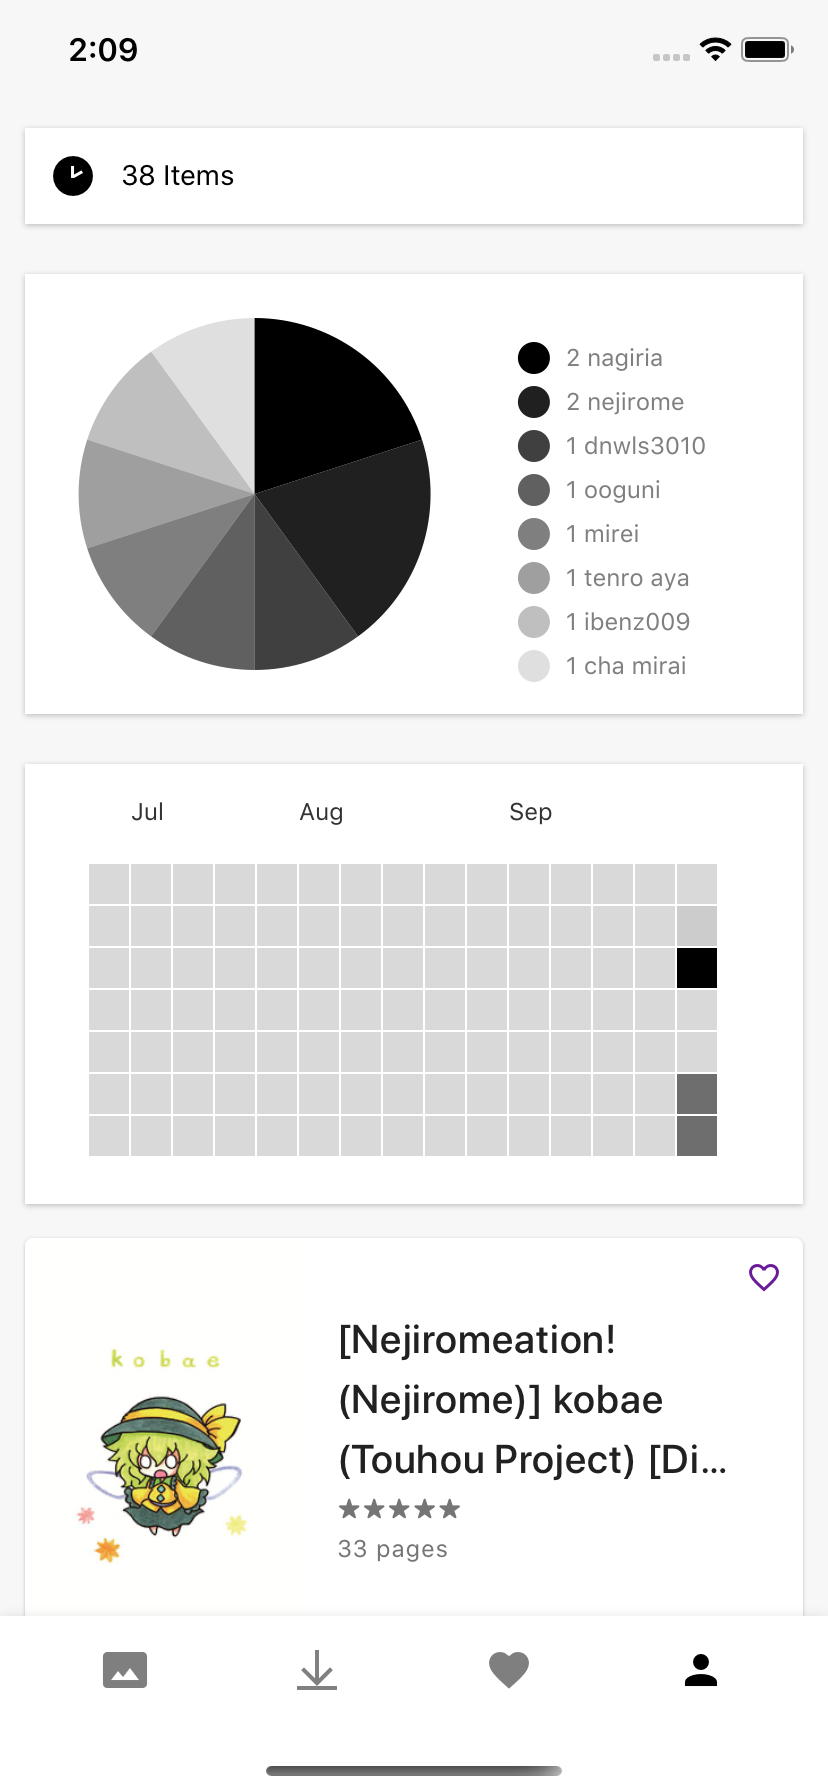 2:09
38 Items
2 nagiria
2 nejirome
1 dnwls3010
1 ooguni
1 mirei
1 tenro aya
1 ibenz009
1 cha mirai
Jul Aug Sep
kobae
[Nejiromeation!
(Nejirome)] kobae
(Touhou Project) [Di...
33 pages